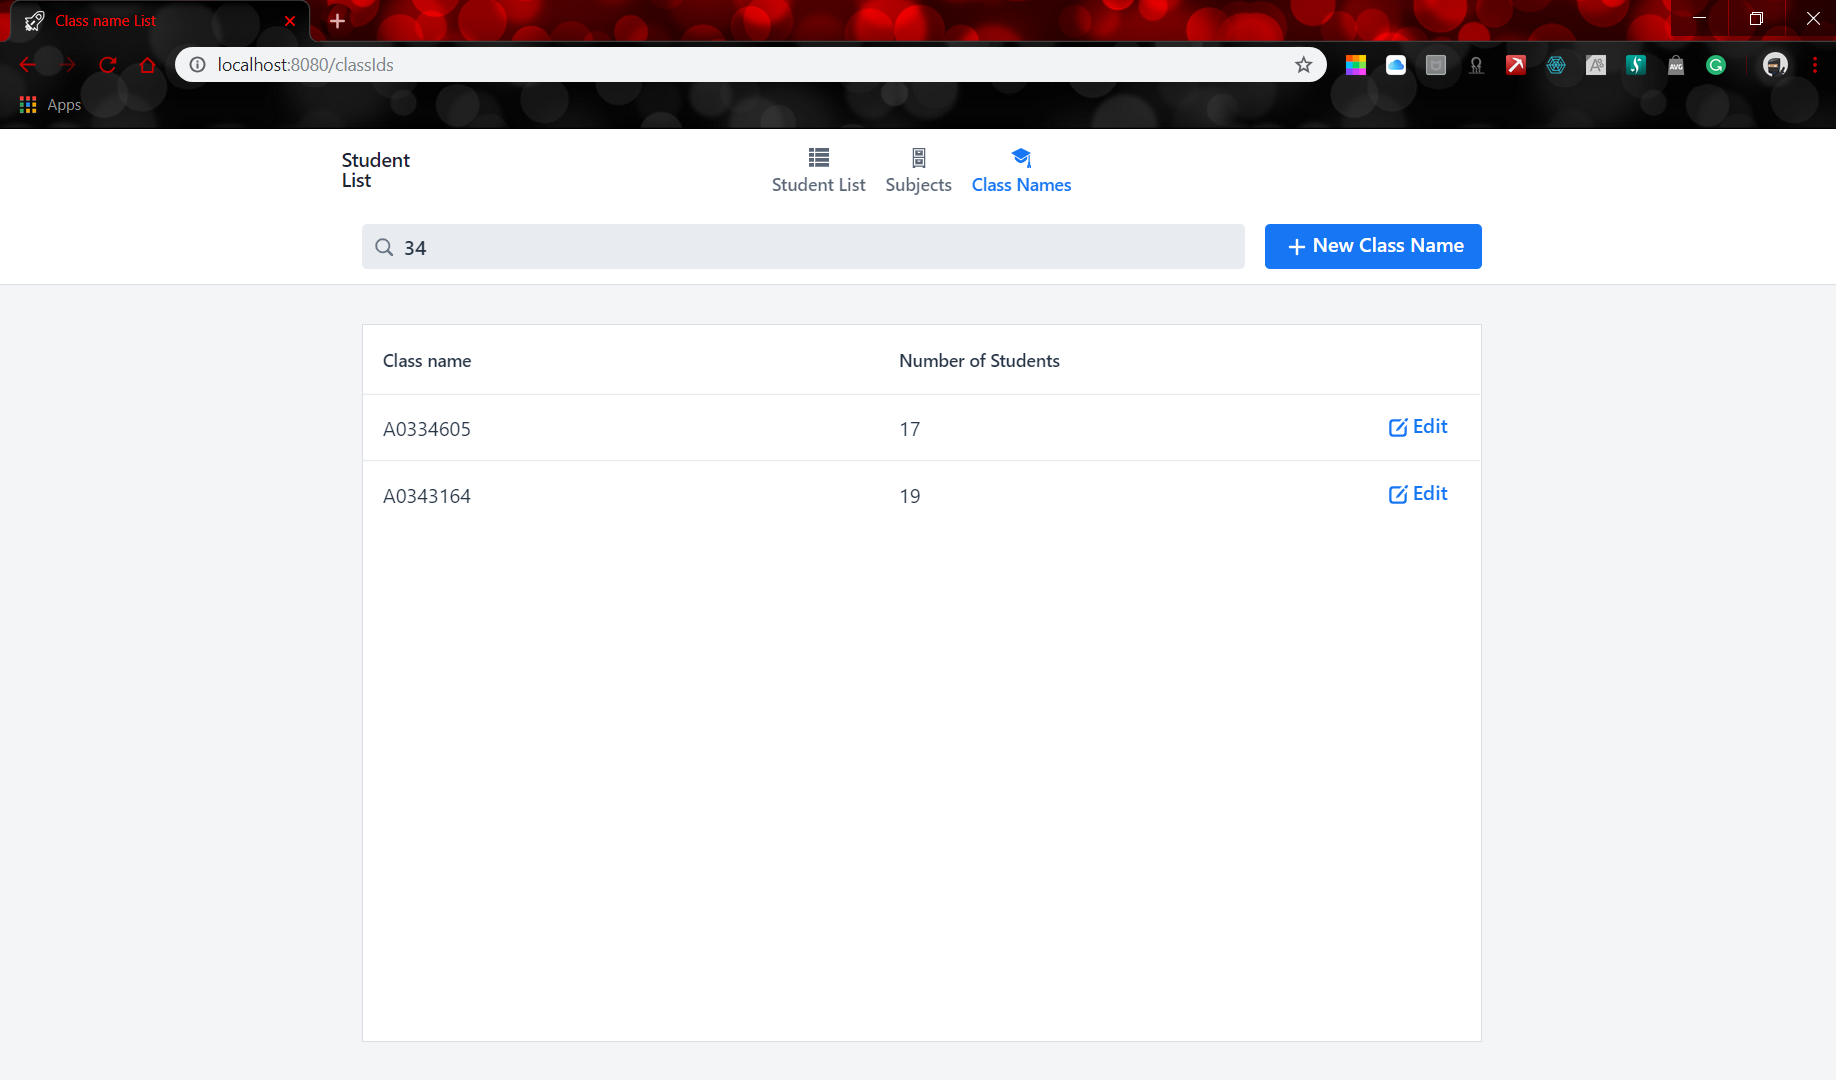 Class name List
localhost:8080/classIds
Apps
Student
List
Student List
Subjects
Class Names
34
New Class Name
Class name
Number of Students
A0334605
17
Edit
A0343164
19
Edit